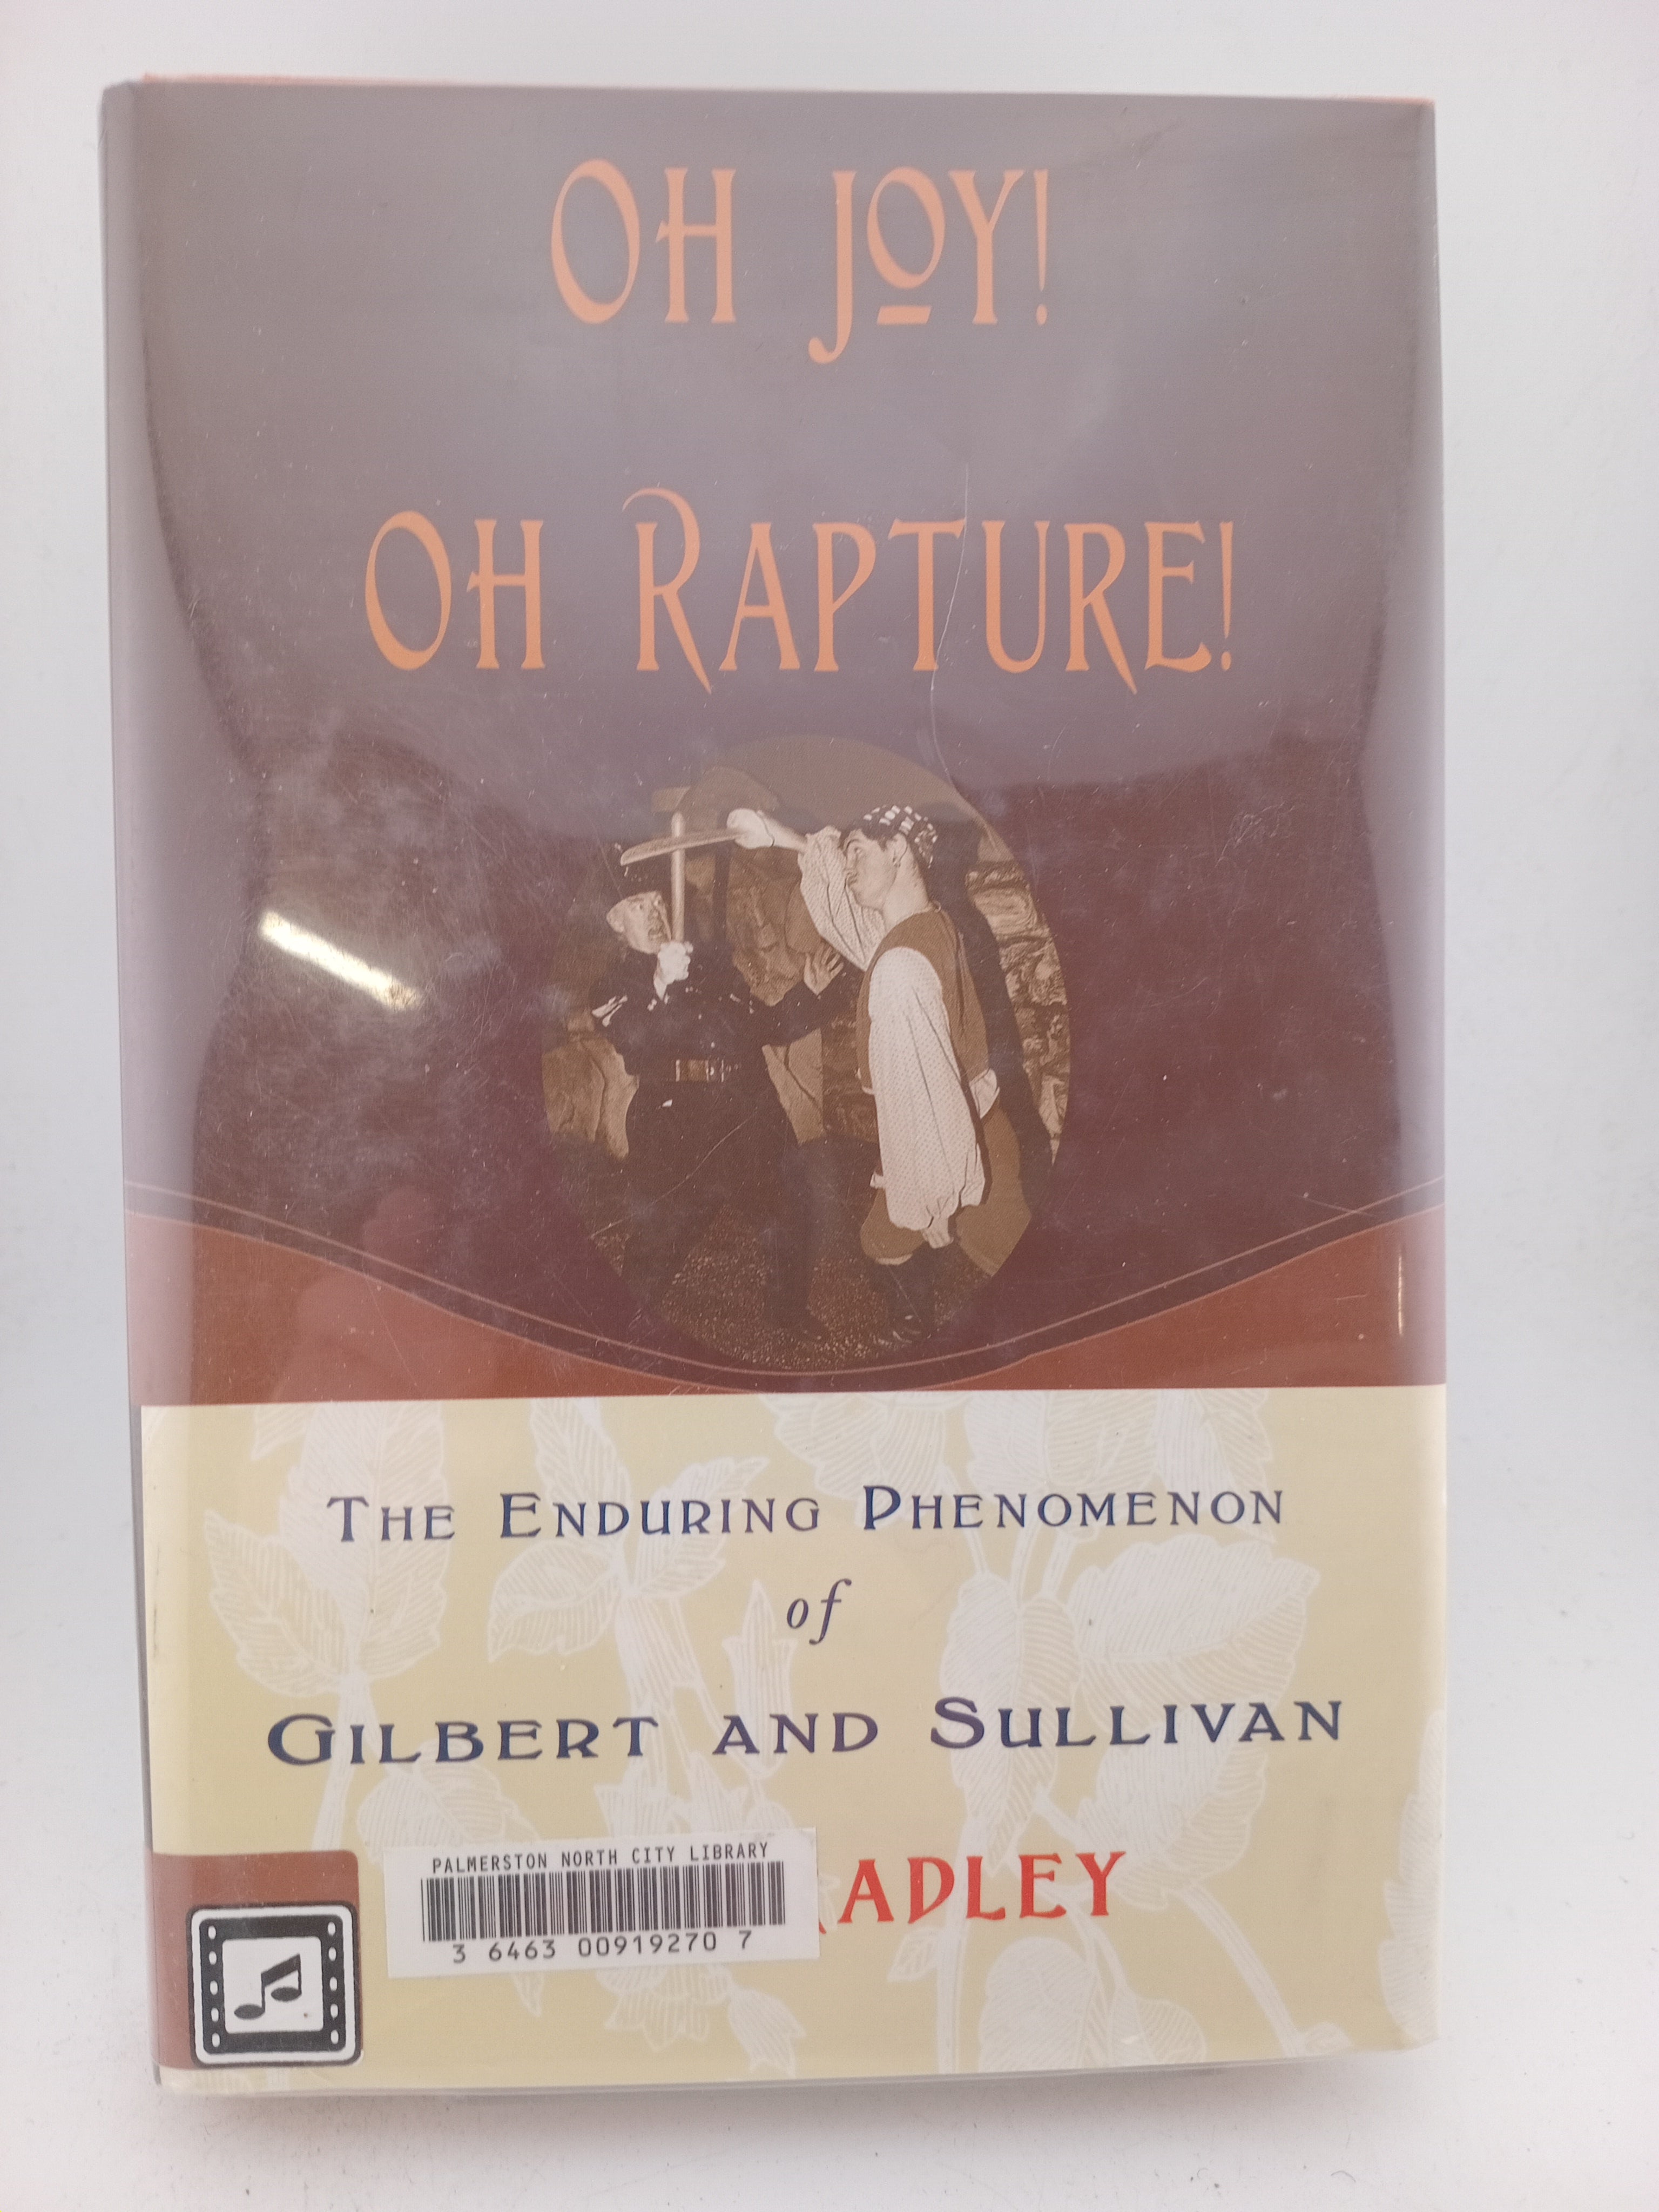 OH JOY!
OH RAPTURE!
THE ENDURING PHENOMENON
of
GILBERT AND SULLIVAN
ADLEY
PALMERSTON NORTH CITY LIBRARY
3 6463 00919270 7